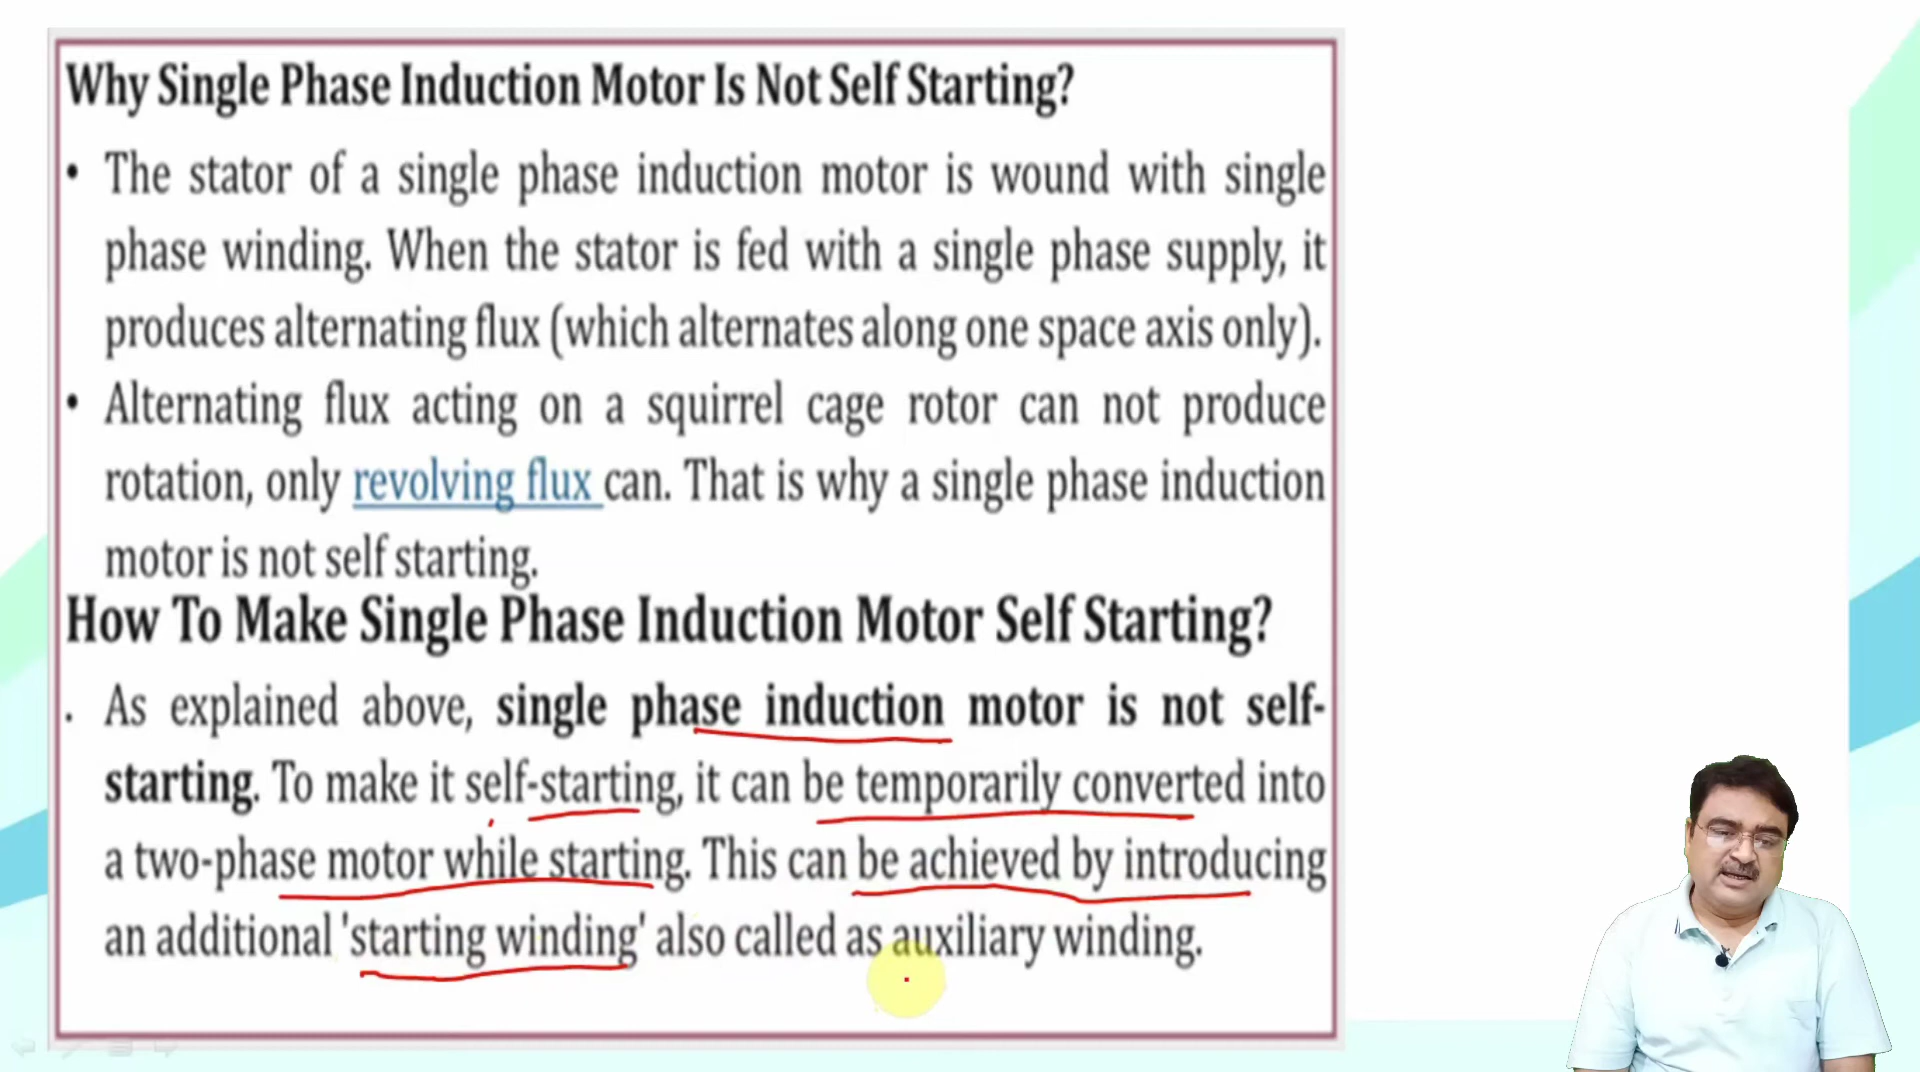 Why Single Phase Induction Motor Is Not Self Starting?
• The stator of a single phase induction motor is wound with single
phase winding. When the stator is fed with a single phase supply, it
produces alternating flux (which alternates along one space axis only).
• Alternating flux acting on a squirrel cage rotor can not produce
rotation, only revolving flux can. That is why a single phase induction
motor is not self starting.
How To Make Single Phase Induction Motor Self Starting?
. As explained above, single phase induction motor is not self-
starting. To make it self-starting, it can be temporarily converted into
a two-phase motor while starting. This can be achieved by introducing
an additional 'starting winding' also called as auxiliary winding.